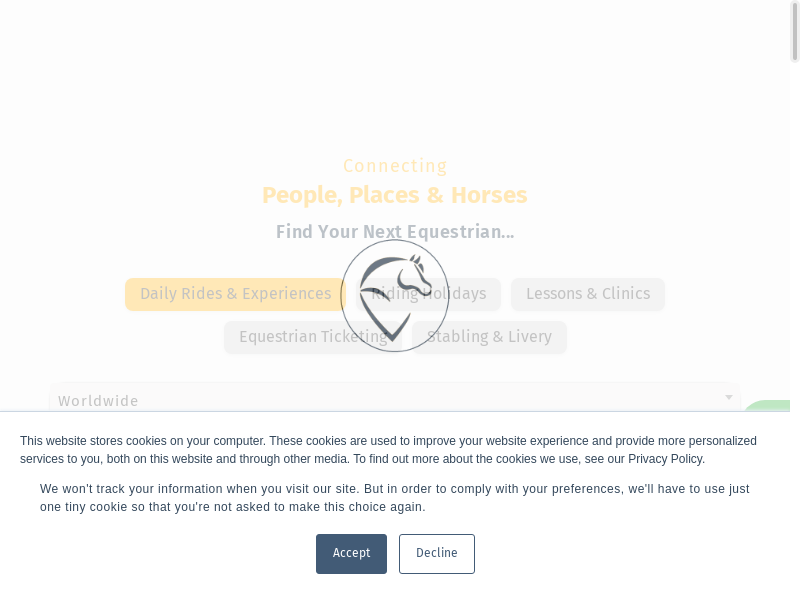 Connecting
People, Places & Horses
Find Your Next Equestrian...
Daily Rides & Experiences
Riding Holidays
Lessons & Clinics
Equestrian Ticketing
Stabling & Livery
Worldwide
This website stores cookies on your computer. These cookies are used to improve your website experience and provide more personalized
services to you, both on this website and through other media. To find out more about the cookies we use, see our Privacy Policy.
We won't track your information when you visit our site. But in order to comply with your preferences, we'll have to use just
one tiny cookie so that you're not asked to make this choice again.
Accept
Decline